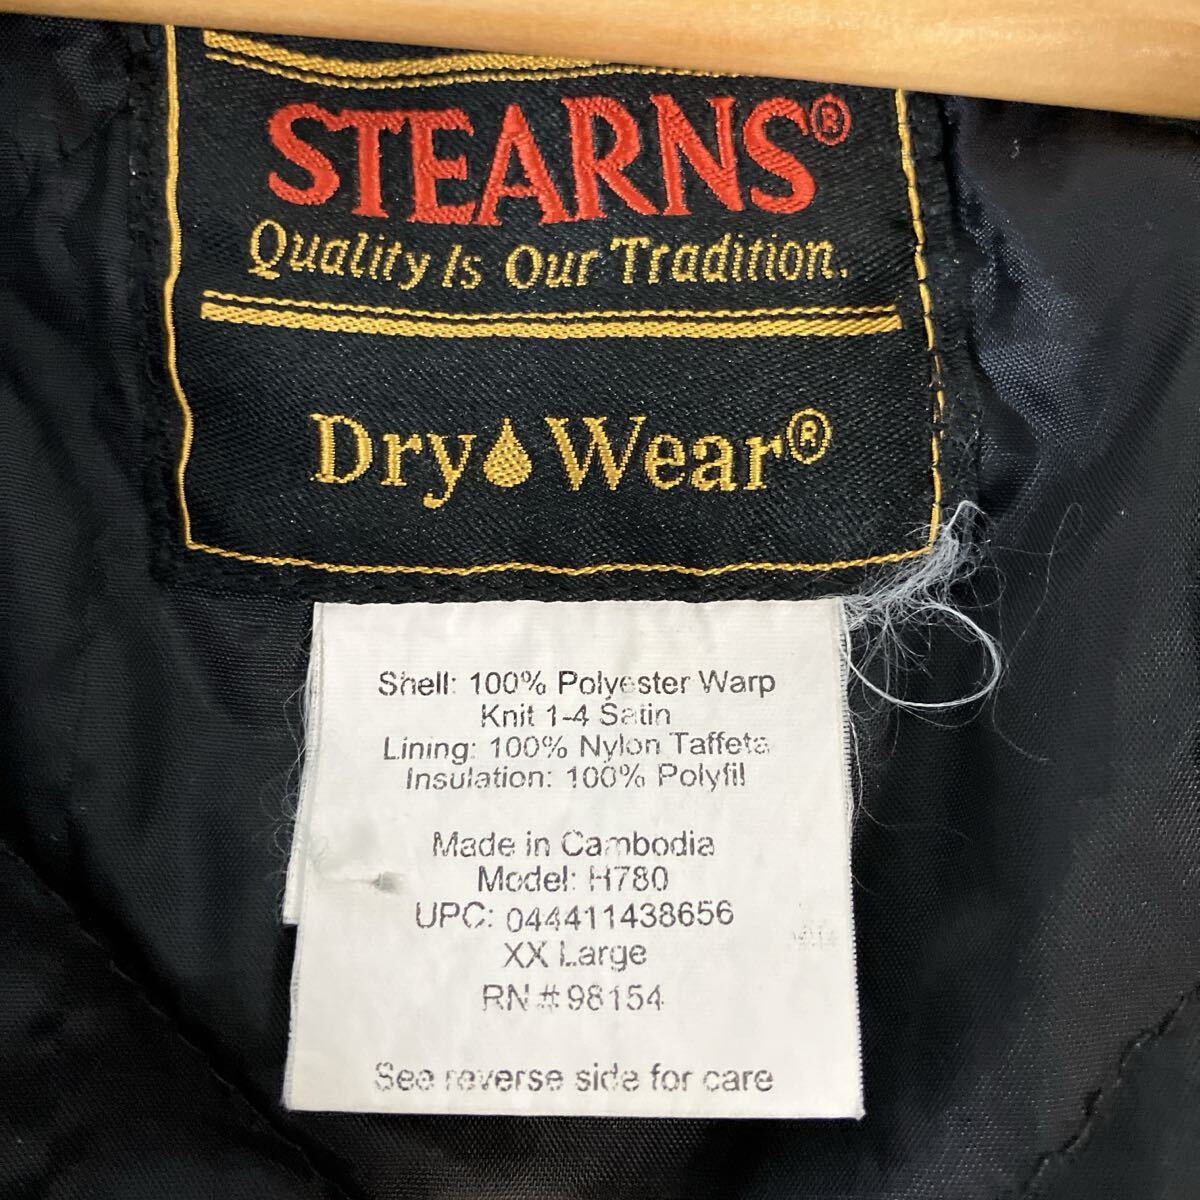 STEARNS®
Quality Is Our Tradition.
Dry Wear®
Shell: 100% Polyester Warp
Knit 1-4 Satin
Lining: 100% Nylon Taffeta
Insulation: 100% Polyfil
Made in Cambodia
Model: H780
UPC: 044411438656
XX Large
RN # 98154
See reverse side for care